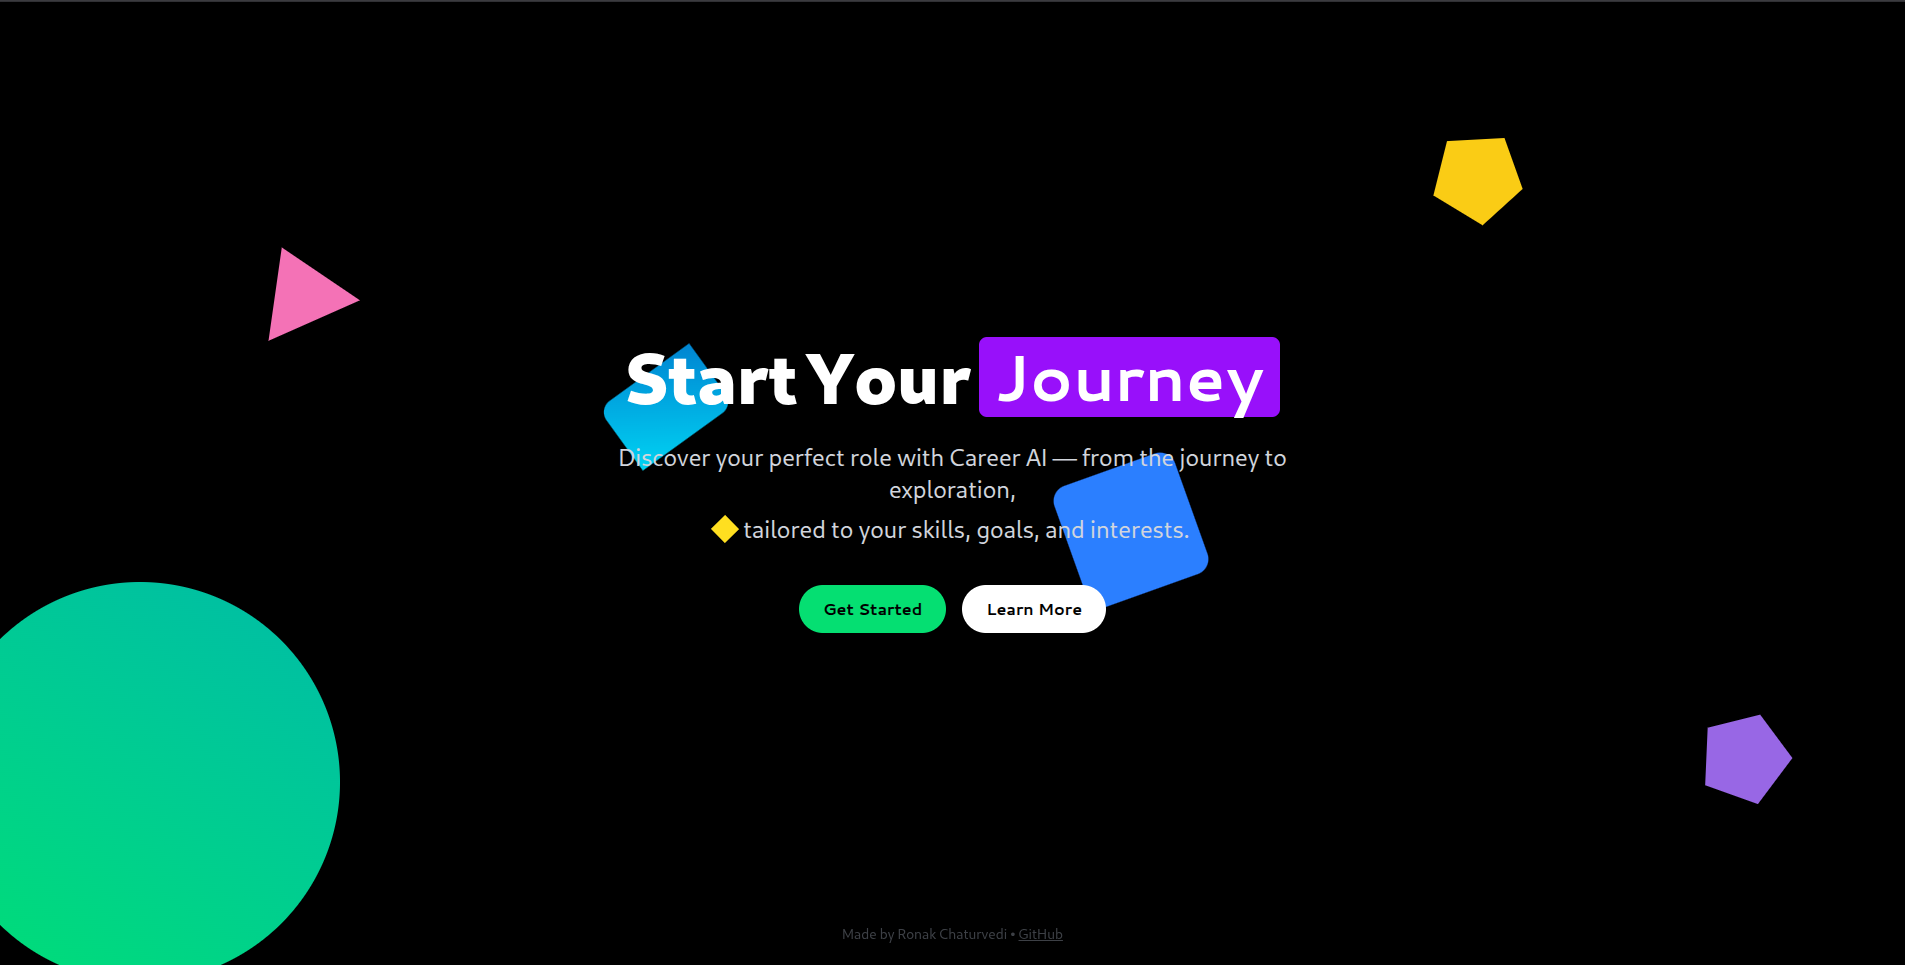 Start Your Journey
Discover your perfect role with Career AI — from the journey to
exploration,
tailored to your skills, goals, and interests.
Get Started Learn More
Made by Ronak Chaturvedi • GitHub